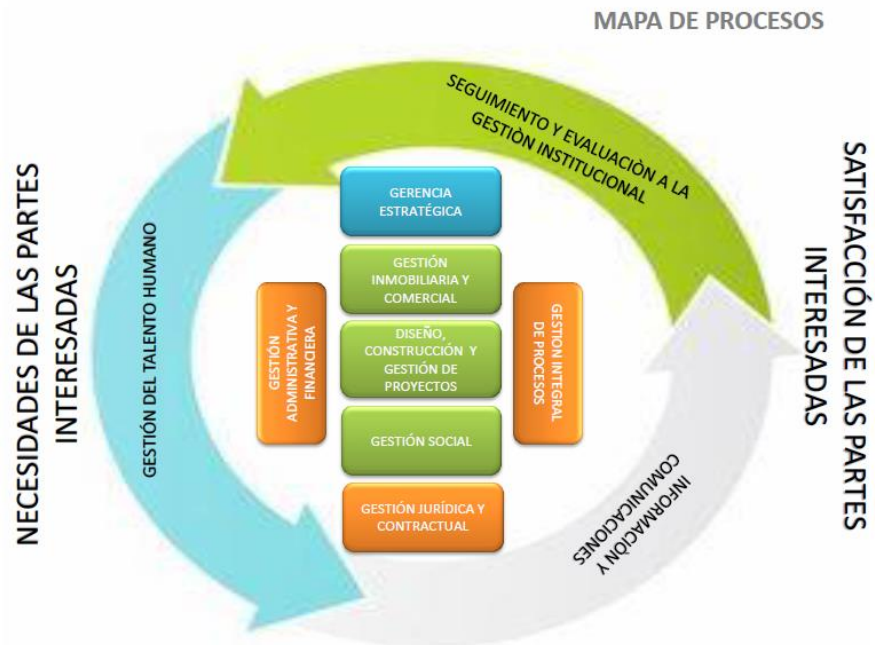 MAPA DE PROCESOS
SEGUIMIENTO Y EVALUACIÒN A LA
GESTIÒN INSTITUCIONAL
NECESIDADES DE LAS PARTES
INTERESADAS
GESTIÓN DEL TALENTO HUMANO
GERENCIA
ESTRATÉGICA
GESTIÓN
INMOBILIARIA Y
COMERCIAL
GESTIÓN
ADMINISTRATIVA Y
FINANCIERA
DISEÑO,
CONSTRUCCIÓN Y
GESTIÓN DE
PROYECTOS
GESTION INTEGRAL
DE PROCESOS
GESTIÓN SOCIAL
GESTIÓN JURÍDICA Y
CONTRACTUAL
INFORMACIÒN Y
COMUNICACIONES
SATISFACCIÓN DE LAS PARTES
INTERESADAS